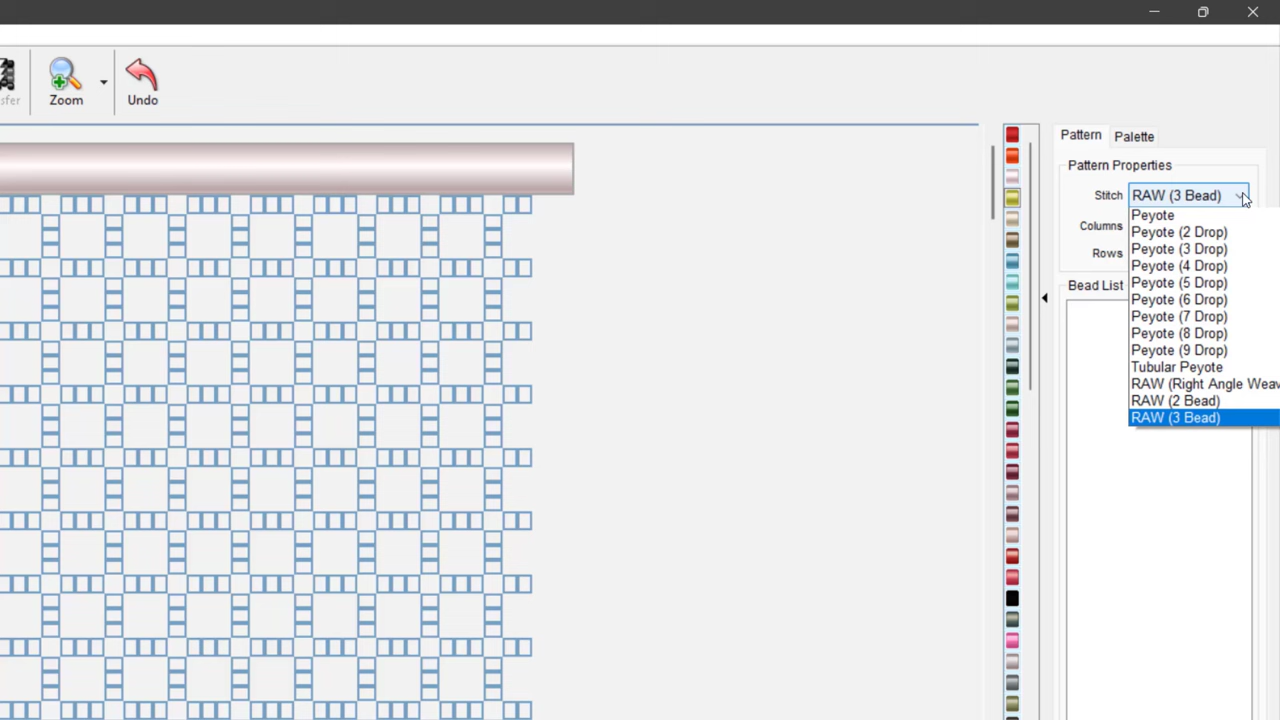 sfer
Zoom
Undo
Pattern
Palette
Pattern Properties
Stitch
RAW (3 Bead)
Columns
Rows
Bead List
Peyote
Peyote (2 Drop)
Peyote (3 Drop)
Peyote (4 Drop)
Peyote (5 Drop)
Peyote (6 Drop)
Peyote (7 Drop)
Peyote (8 Drop)
Peyote (9 Drop)
Tubular Peyote
RAW (Right Angle Weav
RAW (2 Bead)
RAW (3 Bead)